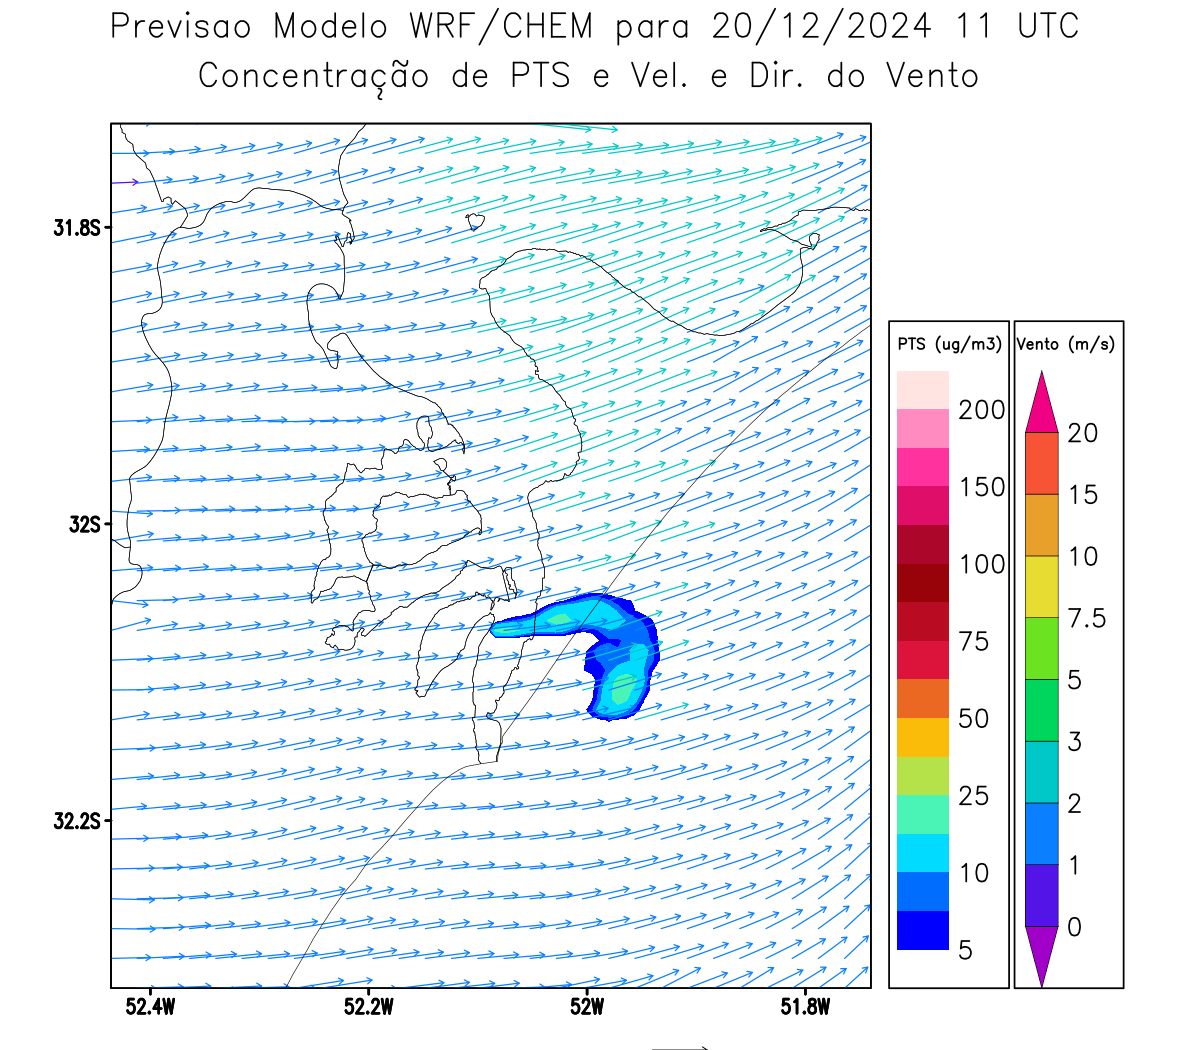 Previsao Modelo WRF/CHEM para 20/12/2024 11 UTC
Concentração de PTS e Vel. e Dir. do Vento
31.8S
32S
32.2S
52.4W 52.2W 52W 51.8W
PTS (ug/m3)
200
150
100
75
50
25
10
5
Vento (m/s)
20
15
10
7.5
5
3
2
1
0